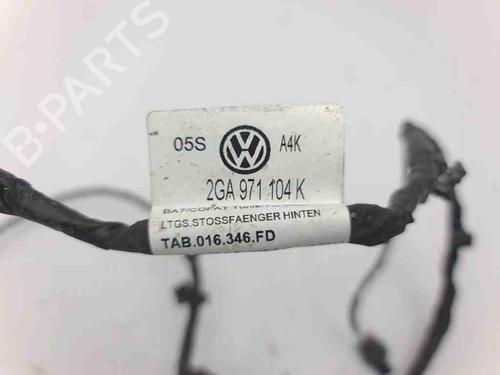 05S A4K
2GA 971 104 K
LTGS.STOSSFAENGER HINTEN
TAB.016.346.FD
B-Parts